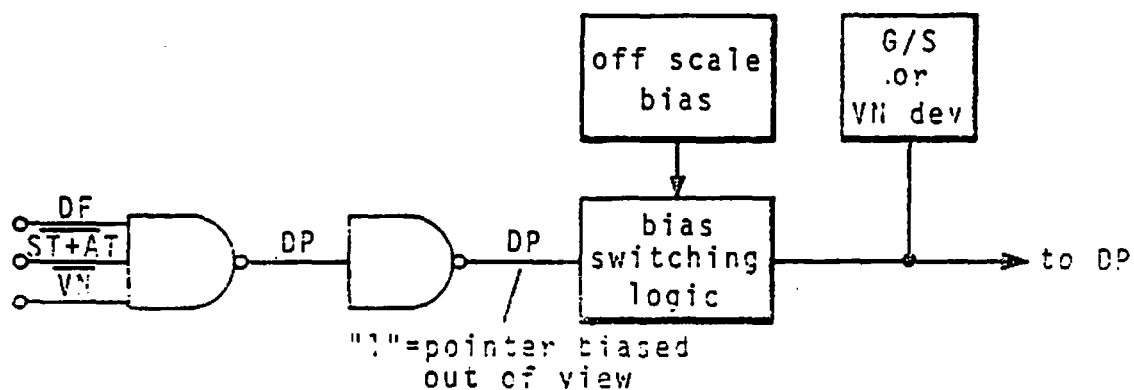 off scale
bias
G/S
or
VN dev
DF
ST+AT
VN
DP
DP
bias
switching
logic
to DP
"1"=pointer biased
out of view